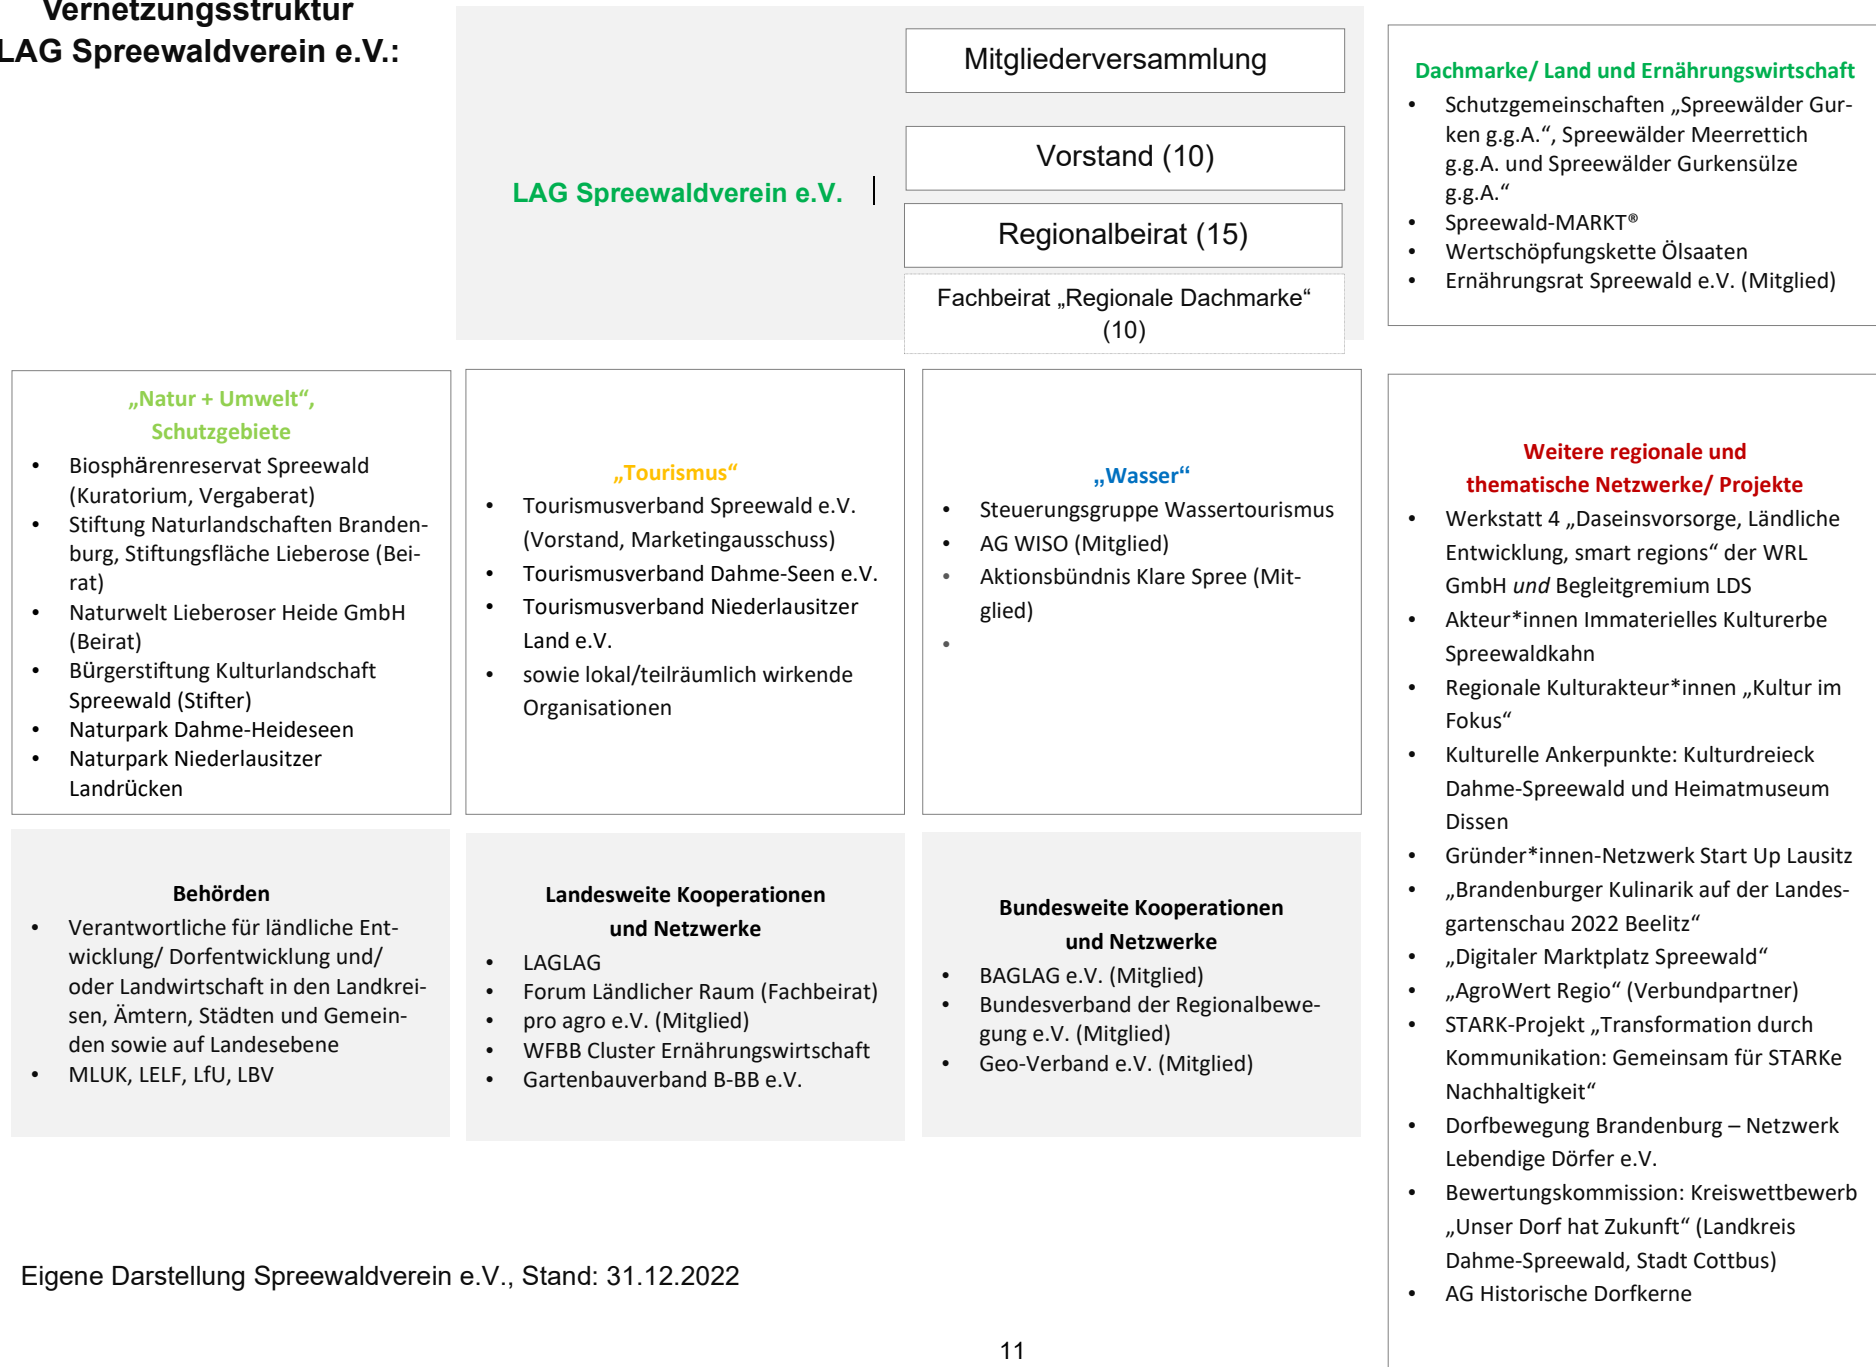 Vernetzungsstruktur
LAG Spreewaldverein e.V.:
LAG Spreewaldverein e.V.
Mitgliederversammlung
Vorstand (10)
Regionalbeirat (15)
Fachbeirat „Regionale Dachmarke“
(10)
Dachmarke/ Land und Ernährungswirtschaft
• Schutzgemeinschaften „Spreewälder Gur-
ken g.g.A.“, Spreewälder Meerrettich
g.g.A. und Spreewälder Gurkensülze
g.g.A.“
• Spreewald-MARKT®
• Wertschöpfungskette Ölsaaten
• Ernährungsrat Spreewald e.V. (Mitglied)
„Natur + Umwelt“,
Schutzgebiete
• Biosphärenreservat Spreewald
(Kuratorium, Vergaberat)
• Stiftung Naturlandschaften Branden-
burg, Stiftungsfläche Lieberose (Bei-
rat)
• Naturwelt Lieberoser Heide GmbH
(Beirat)
• Bürgerstiftung Kulturlandschaft
Spreewald (Stifter)
• Naturpark Dahme-Heideseen
• Naturpark Niederlausitzer
Landrücken
„Tourismus“
• Tourismusverband Spreewald e.V.
(Vorstand, Marketingausschuss)
• Tourismusverband Dahme-Seen e.V.
• Tourismusverband Niederlausitzer
Land e.V.
• sowie lokal/teilräumlich wirkende
Organisationen
„Wasser“
• Steuerungsgruppe Wassertourismus
• AG WISO (Mitglied)
• Aktionsbündnis Klare Spree (Mit-
glied)
•
Weitere regionale und
thematische Netzwerke/ Projekte
• Werkstatt 4 „Daseinsvorsorge, Ländliche
Entwicklung, smart regions“ der WRL
GmbH und Begleitgremium LDS
• Akteur*innen Immaterielles Kulturerbe
Spreewaldkahn
• Regionale Kulturakteur*innen „Kultur im
Fokus“
• Kulturelle Ankerpunkte: Kulturdreieck
Dahme-Spreewald und Heimatmuseum
Dissen
• Gründer*innen-Netzwerk Start Up Lausitz
• „Brandenburger Kulinarik auf der Landes-
gartenschau 2022 Beelitz“
• „Digitaler Marktplatz Spreewald“
• „AgroWert Regio“ (Verbundpartner)
• STARK-Projekt „Transformation durch
Kommunikation: Gemeinsam für STARKe
Nachhaltigkeit“
• Dorfbewegung Brandenburg – Netzwerk
Lebendige Dörfer e.V.
• Bewertungskommission: Kreiswettbewerb
„Unser Dorf hat Zukunft“ (Landkreis
Dahme-Spreewald, Stadt Cottbus)
• AG Historische Dorfkerne
Behörden
• Verantwortliche für ländliche Ent-
wicklung/ Dorfentwicklung und/
oder Landwirtschaft in den Landkrei-
sen, Ämtern, Städten und Gemein-
den sowie auf Landesebene
• MLUK, LELF, LfU, LBV
Landesweite Kooperationen
und Netzwerke
• LAGLAG
• Forum Ländlicher Raum (Fachbeirat)
• pro agro e.V. (Mitglied)
• WFBB Cluster Ernährungswirtschaft
• Gartenbauverband B-BB e.V.
Bundesweite Kooperationen
und Netzwerke
• BAGLAG e.V. (Mitglied)
• Bundesverband der Regionalbewe-
gung e.V. (Mitglied)
• Geo-Verband e.V. (Mitglied)
Eigene Darstellung Spreewaldverein e.V., Stand: 31.12.2022
11